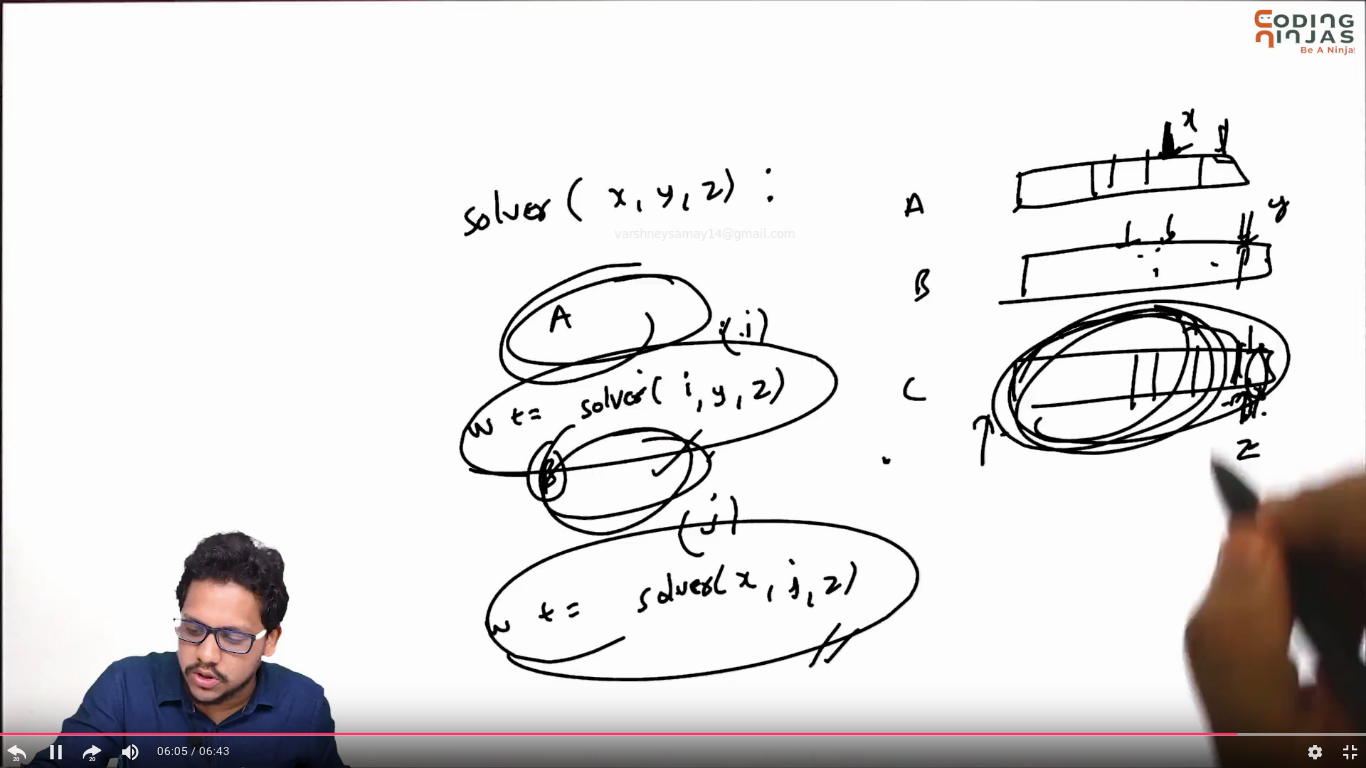 CODING
NINJAS
Be A Ninja!
x
solver ( x, y, z) :
A
y
varshneysamay14@gmail.com
B
A
(i)
w t = solver( i, y, z)
C
B
z
(j)
w t = solver( x, j, z)
20
20
06:05 / 06:43